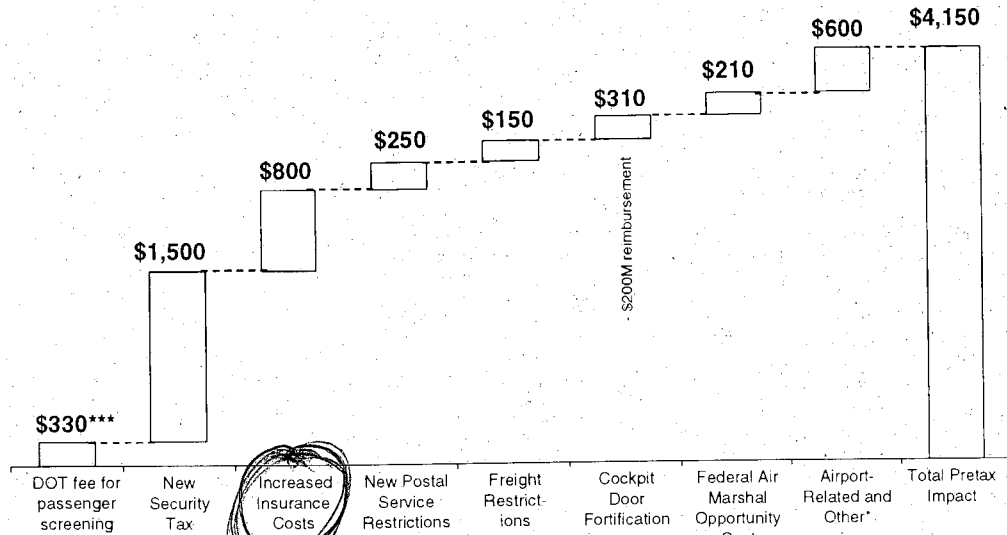 $4,150
$600
$210
$310
$150
$250
$800
$1,500
$330***
- $200M reimbursement
DOT fee for
passenger
screening
New
Security
Tax
Increased
Insurance
Costs
New Postal
Service
Restrictions
Freight
Restrict-
ions
Cockpit
Door
Fortification
Federal Air
Marshal
Opportunity
Airport-
Related and
Other*
Total Pretax
Impact